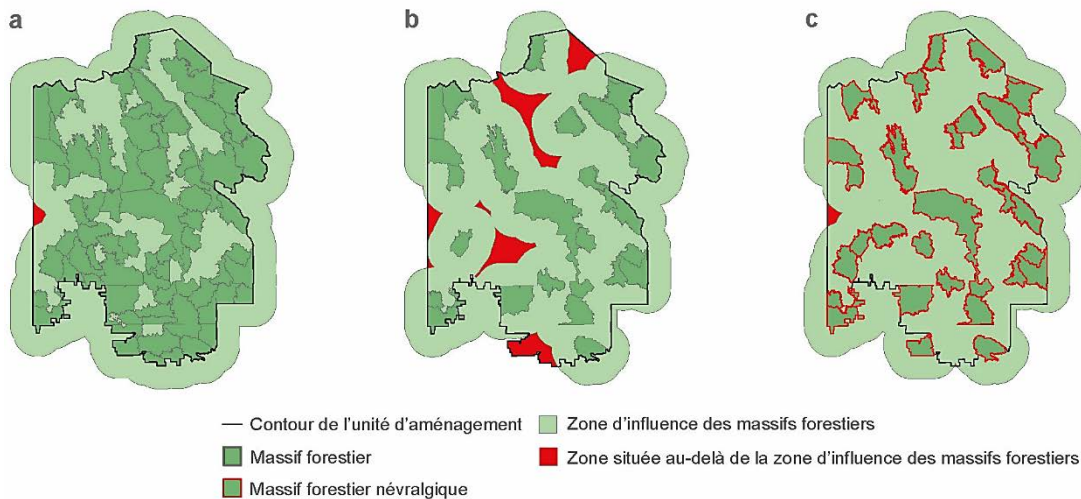 a
b
c
Contour de l'unité d'aménagement
Zone d'influence des massifs forestiers
Massif forestier
Zone située au-delà de la zone d'influence des massifs forestiers
Massif forestier névralgique